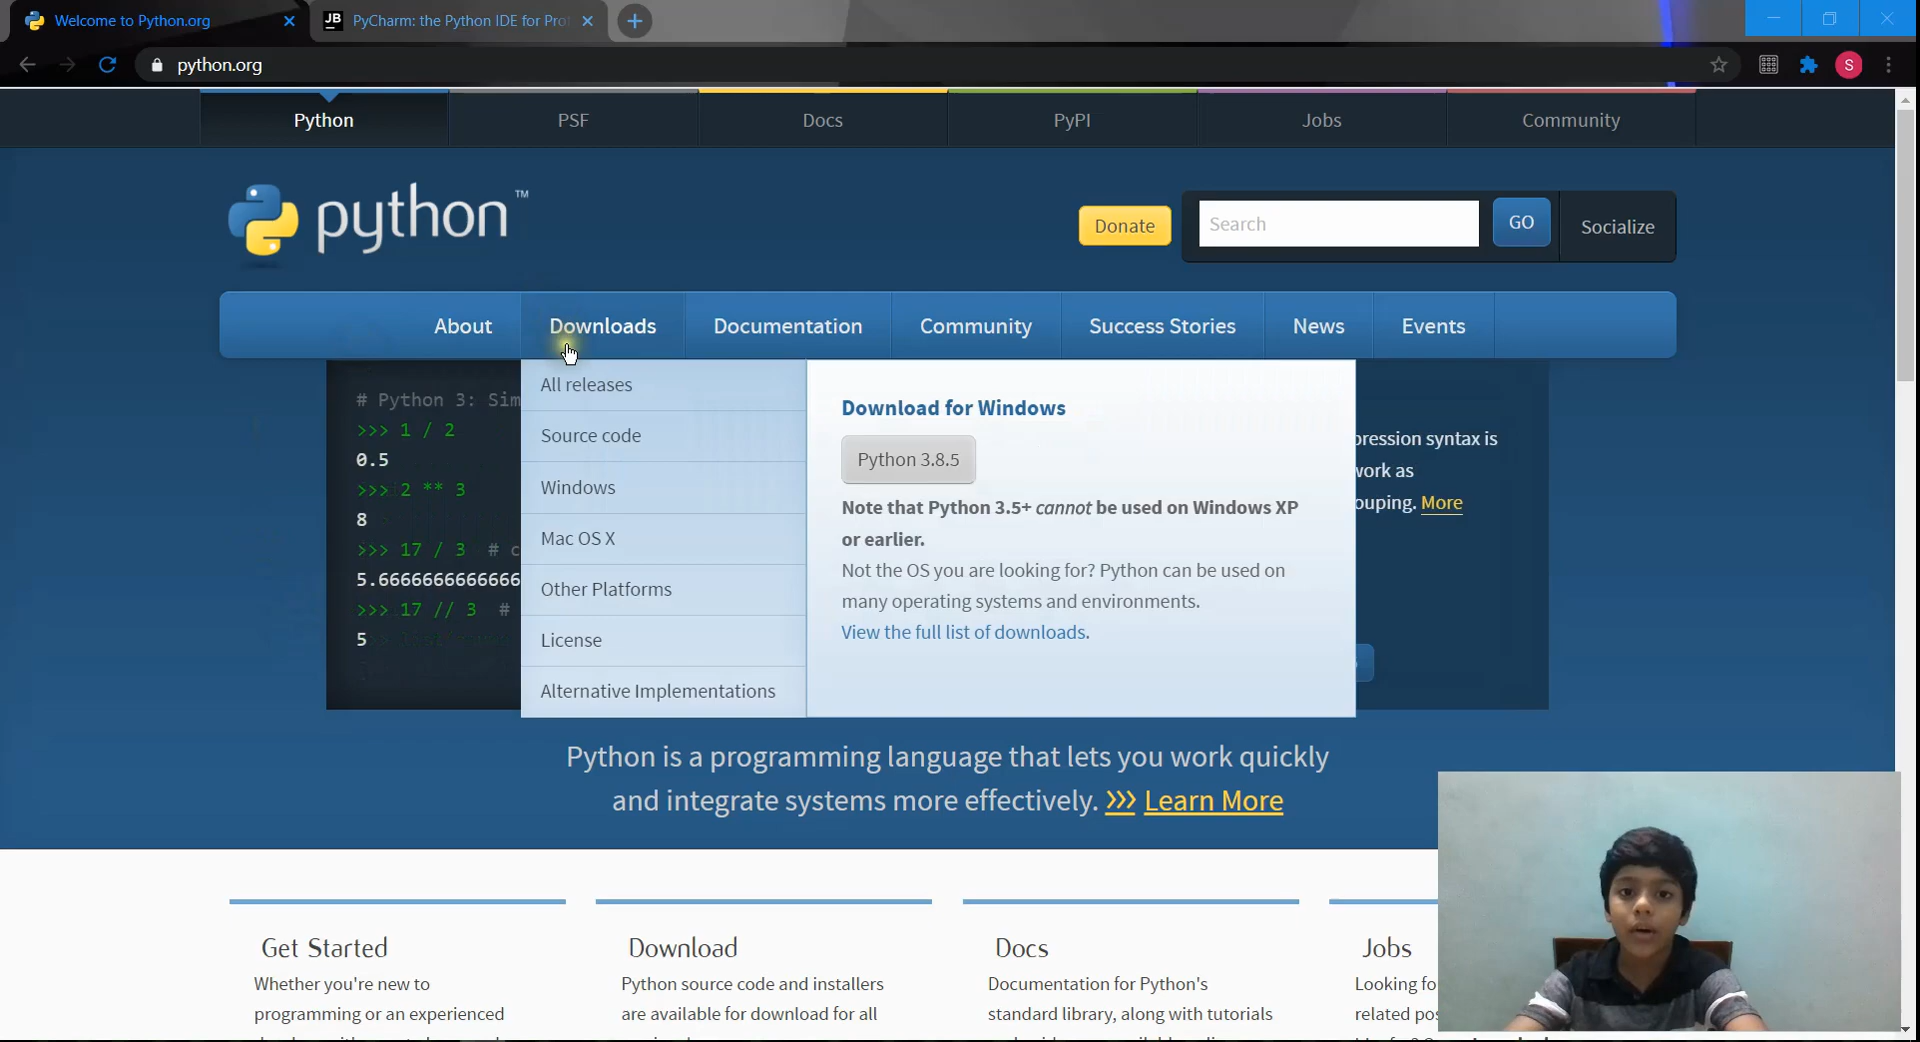 Welcome to Python.org
JB PyCharm: the Python IDE for Pro
python.org
S
Python PSF Docs PyPI Jobs Community
python™
Donate Search GO Socialize
About Downloads Documentation Community Success Stories News Events
# Python 3: Sim
>>> 1 / 2
0.5
>>> 2 ** 3
8
>>> 17 / 3 # c
5.6666666666666
>>> 17 // 3 #
5
All releases
Source code
Windows
Mac OS X
Other Platforms
License
Alternative Implementations
Download for Windows
Python 3.8.5
Note that Python 3.5+ cannot be used on Windows XP
or earlier.
Not the OS you are looking for? Python can be used on
many operating systems and environments.
View the full list of downloads.
pression syntax is
work as
ouping. More
Python is a programming language that lets you work quickly
and integrate systems more effectively. >>> Learn More
Get Started
Whether you're new to
programming or an experienced
Download
Python source code and installers
are available for download for all
Docs
Documentation for Python's
standard library, along with tutorials
Jobs
Looking fo
related pos